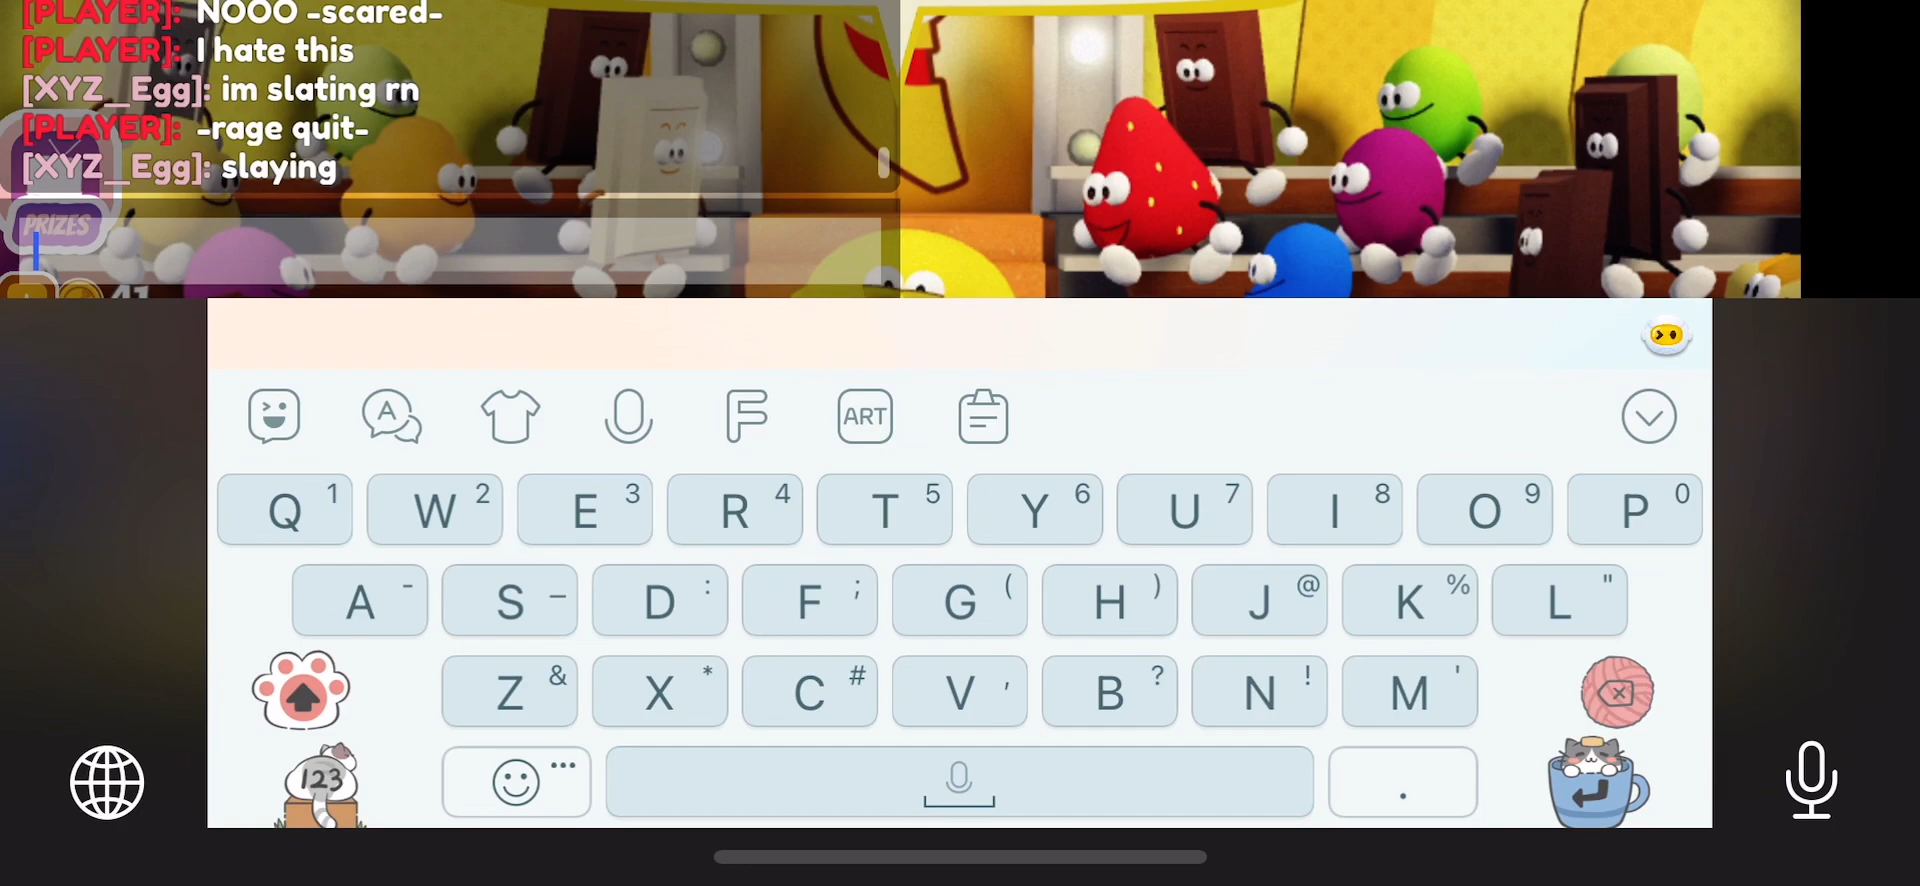 [PLAYER]: NOOO -scared-
[PLAYER]: I hate this
[XYZ_Egg]: im slating rn
[PLAYER]: -rage quit-
[XYZ_Egg]: slaying
PRIZES
41
A
F
ART
Q 1 W 2 E 3 R 4 T 5 Y 6 U 7 I 8 O 9 P 0
A - S _ D : F ; G ( H ) J @ K % L "
Z & X * C # V , B ? N ! M '
123 .